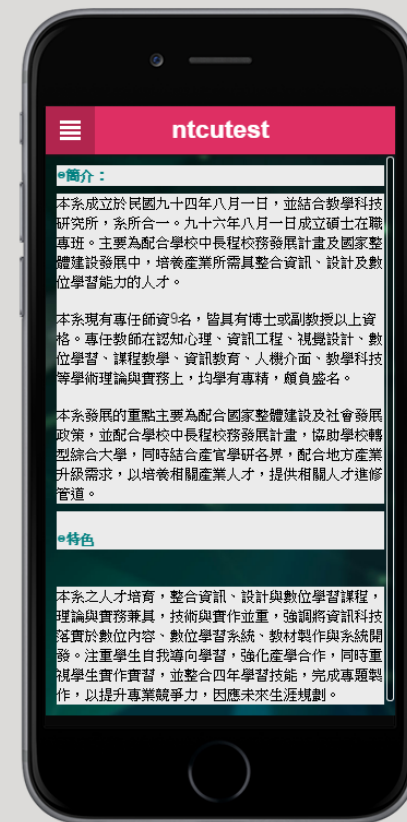 ntcutest
⊙簡介：
本系成立於民國九十四年八月一日，並結合教學科技
研究所，系所合一。九十六年八月一日成立碩士在職
專班。主要為配合學校中長程校務發展計畫及國家整
體建設發展中，培養產業所需具整合資訊、設計及數
位學習能力的人才。
本系現有專任師資9名，皆具有博士或副教授以上資
格。專任教師在認知心理、資訊工程、視覺設計、數
位學習、課程教學、資訊教育、人機介面、教學科技
等學術理論與實務上，均學有專精，頗負盛名。
本系發展的重點主要為配合國家整體建設及社會發展
政策，並配合學校中長程校務發展計畫，協助學校轉
型綜合大學，同時結合產官學研各界，配合地方產業
升級需求，以培養相關產業人才，提供相關人才進修
管道。
⊙特色
本系之人才培育，整合資訊、設計與數位學習課程，
理論與實務兼具，技術與實作並重，強調將資訊科技
落實於數位內容、數位學習系統、教材製作與系統開
發。注重學生自我導向學習，強化產學合作，同時重
視學生實作實習，並整合四年學習技能，完成專題製
作，以提升專業競爭力，因應未來生涯規劃。